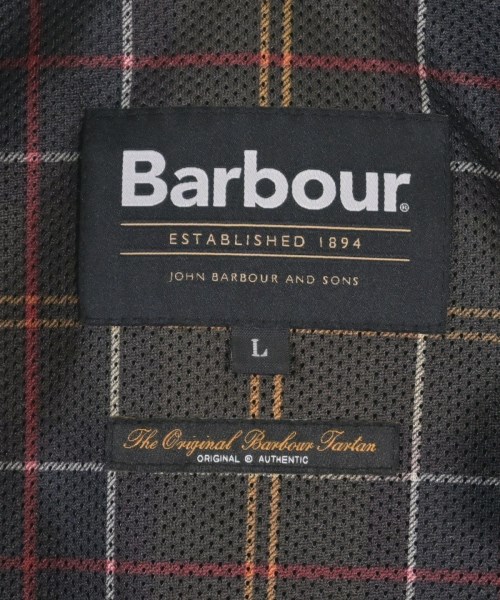 Barbour®
ESTABLISHED 1894
JOHN BARBOUR AND SONS
L
The Original Barbour Tartan
ORIGINAL © AUTHENTIC